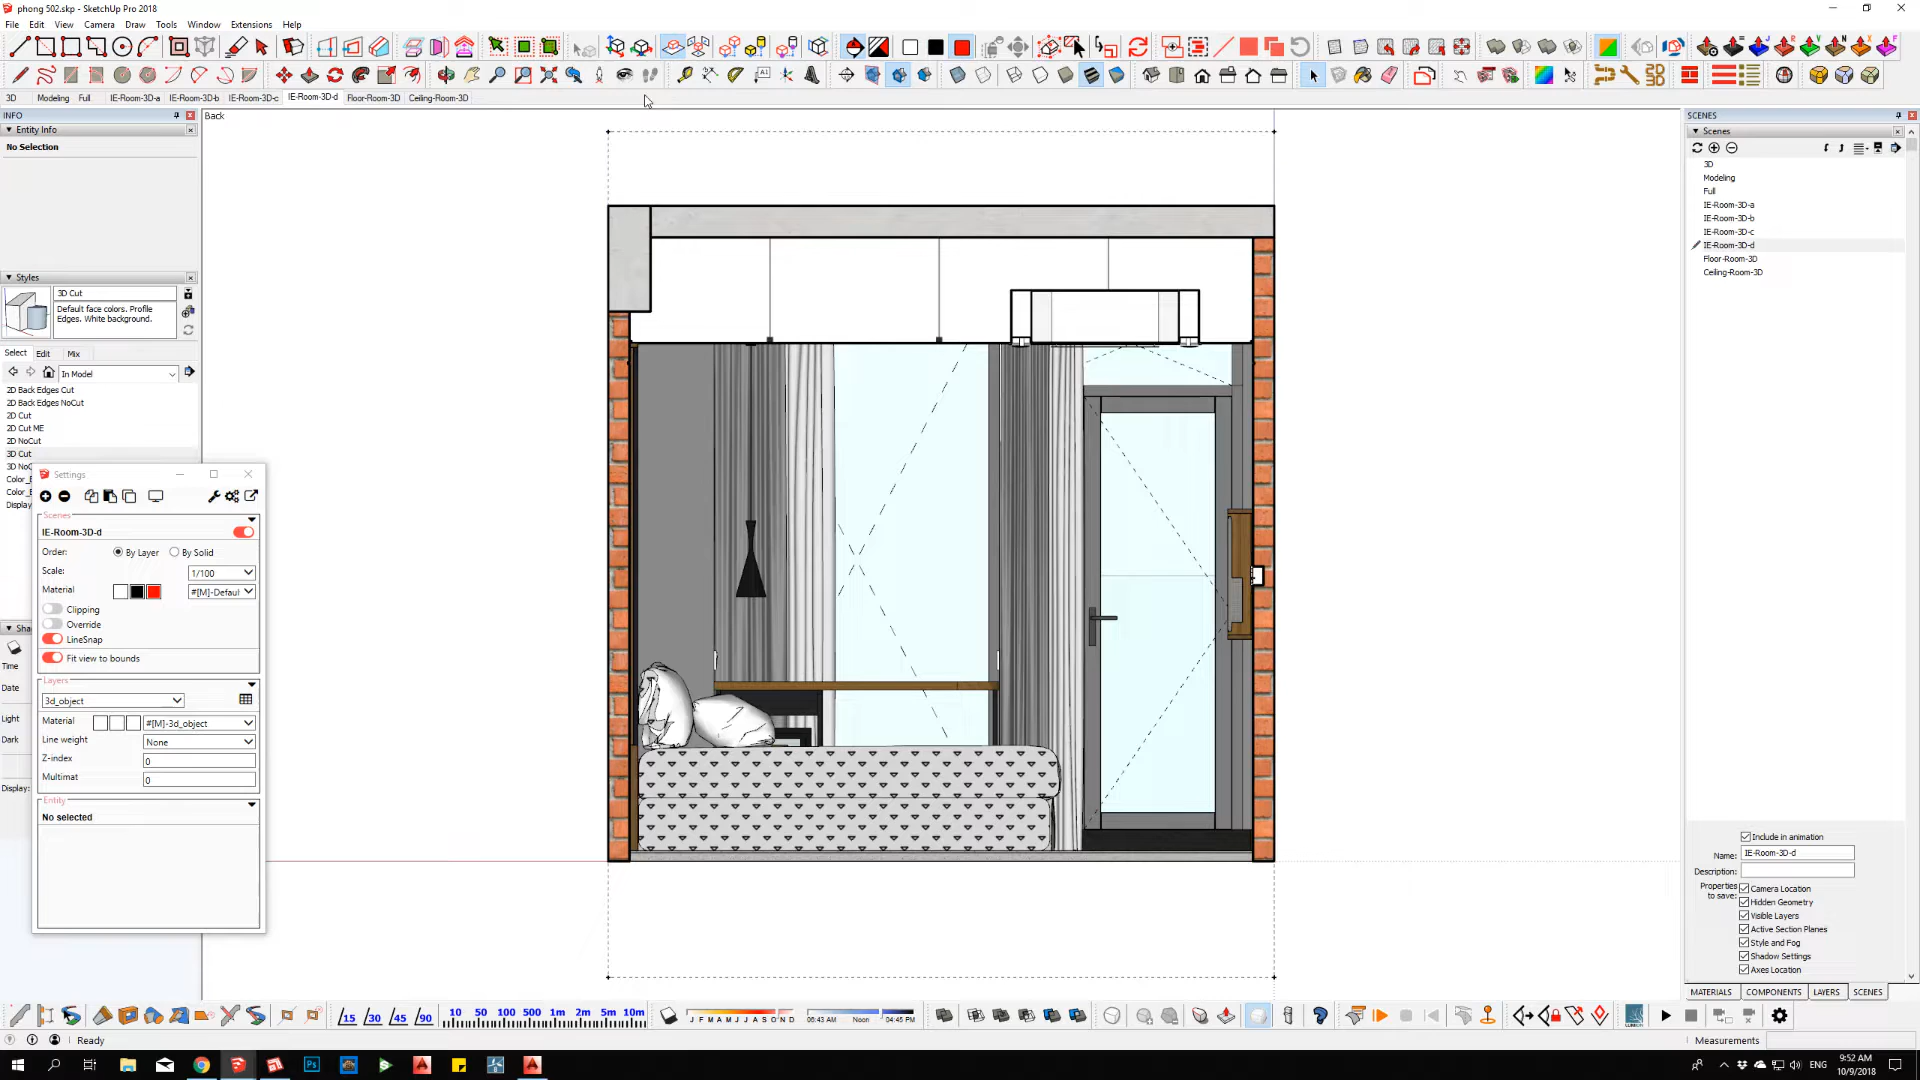 phong 502.skp - SketchUp Pro 2018
File Edit View Camera Draw Tools Window Extensions Help
3D Modeling Full IE-Room-3D-a IE-Room-3D-b IE-Room-3D-c IE-Room-3D-d Floor-Room-3D Ceiling-Room-3D
INFO
Entity Info
No Selection
Back
Styles
3D Cut
Default face colors. Profile
Edges. White background.
Select Edit Mix
In Model
2D Back Edges Cut
2D Back Edges NoCut
2D Cut
2D Cut ME
2D NoCut
3D Cut
Time
Date
Light
Dark
Display:
Settings
Scenes
IE-Room-3D-d
Order: By Layer By Solid
Scale: 1/100
Material #[M]-Defaul
Clipping
Override
LineSnap
Fit view to bounds
Layers
3d_object
Material #[M]-3d_object
Line weight None
Z-index 0
Multimat 0
Entity
No selected
SCENES
Scenes
3D
Modeling
Full
IE-Room-3D-a
IE-Room-3D-b
IE-Room-3D-c
IE-Room-3D-d
Floor-Room-3D
Ceiling-Room-3D
Include in animation
Name: IE-Room-3D-d
Description:
Properties
to save:
Camera Location
Hidden Geometry
Visible Layers
Active Section Planes
Style and Fog
Shadow Settings
Axes Location
MATERIALS COMPONENTS LAYERS SCENES
15 30 45 90 10 50 100 500 1m 2m 5m 10m
J F M A M J J A S O N D 06:43 AM Noon 04:45 PM
Ready
Measurements
ENG
9:52 AM
10/9/2018